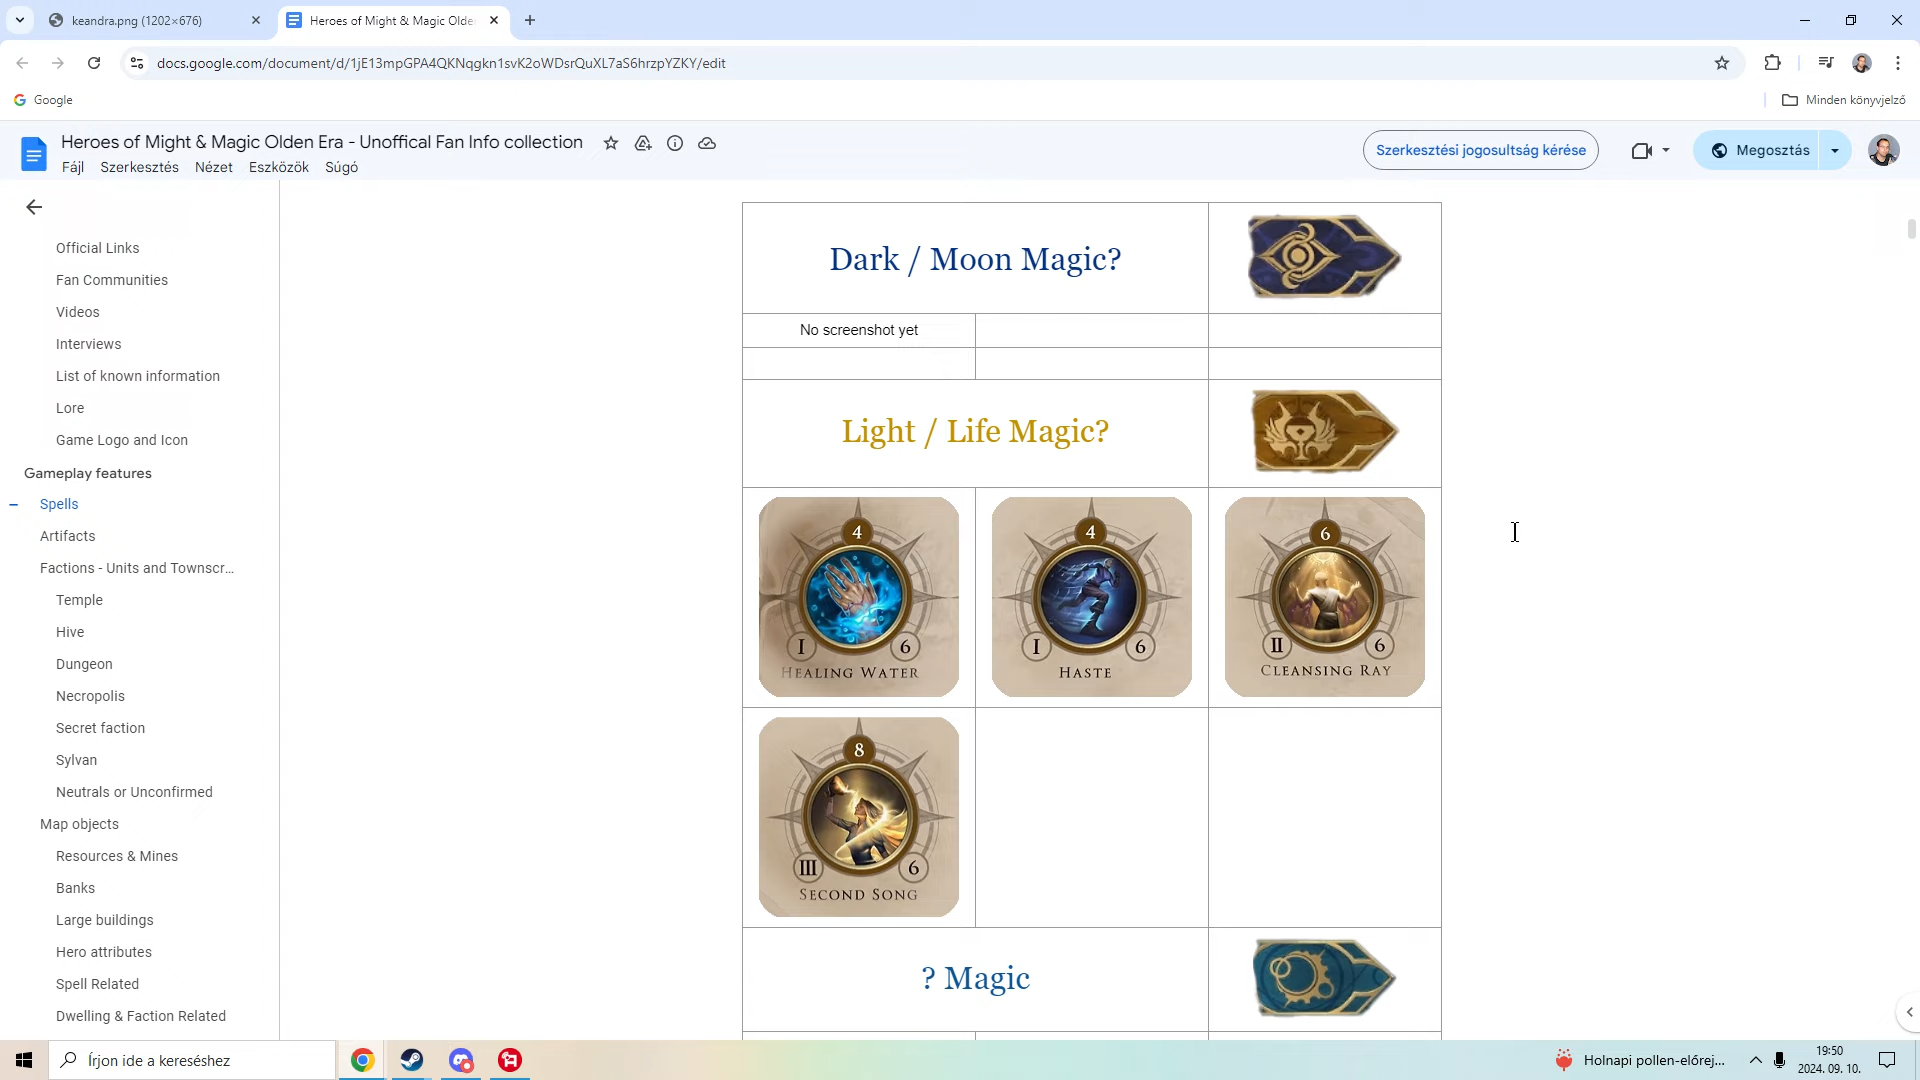 keandra.png (1202×676)
Heroes of Might & Magic Olde
docs.google.com/document/d/1jE13mpGPA4QKNqgkn1svK2oWDsrQuXL7aS6hrzpYZKY/edit
Google
Minden könyvjelző
Heroes of Might & Magic Olden Era - Unoffical Fan Info collection
Szerkesztési jogosultság kérése
Megosztás
Fájl Szerkesztés Nézet Eszközök Súgó
Official Links
Fan Communities
Videos
Interviews
List of known information
Lore
Game Logo and Icon
Gameplay features
Spells
Artifacts
Factions - Units and Townscr...
Temple
Hive
Dungeon
Necropolis
Secret faction
Sylvan
Neutrals or Unconfirmed
Map objects
Resources & Mines
Banks
Large buildings
Hero attributes
Spell Related
Dwelling & Faction Related
Dark / Moon Magic?
No screenshot yet
Light / Life Magic?
4
I 6
HEALING WATER
4
I 6
HASTE
6
II 6
CLEANSING RAY
8
III 6
SECOND SONG
? Magic
Írjon ide a kereséshez
Holnapi pollen-előrej...
19:50
2024. 09. 10.